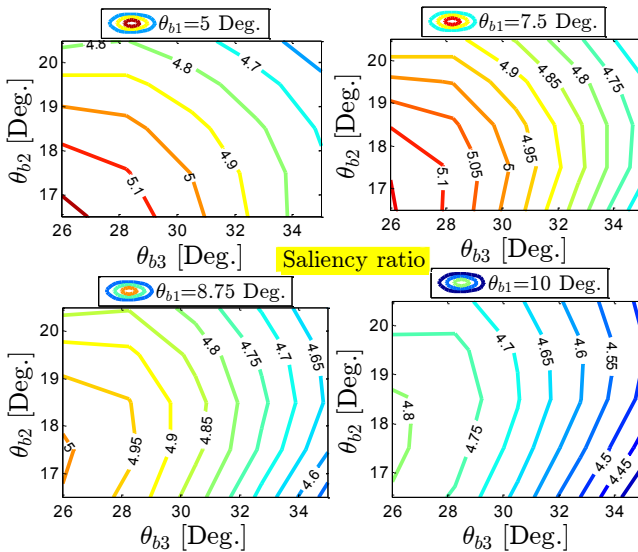 θb1=5 Deg.
θb2 [Deg.]
20
19
18
17
4.8
4.8
4.7
4.9
5
5.1
26 28 30 32 34
θb3 [Deg.]
θb1=7.5 Deg.
20
19
18
17
4.9
4.85
4.8
4.75
4.95
5
5.05
5.1
26 28 30 32 34
θb3 [Deg.]
Saliency ratio
θb1=8.75 Deg.
θb2 [Deg.]
20
19
18
17
4.8
4.75
4.7
4.65
4.85
4.9
4.95
5
4.6
26 28 30 32 34
θb3 [Deg.]
θb1=10 Deg.
θb2 [Deg.]
20
19
18
17
4.7
4.65
4.6
4.55
4.8
4.75
4.5
4.45
26 28 30 32 34
θb3 [Deg.]
θb2 [Deg.]